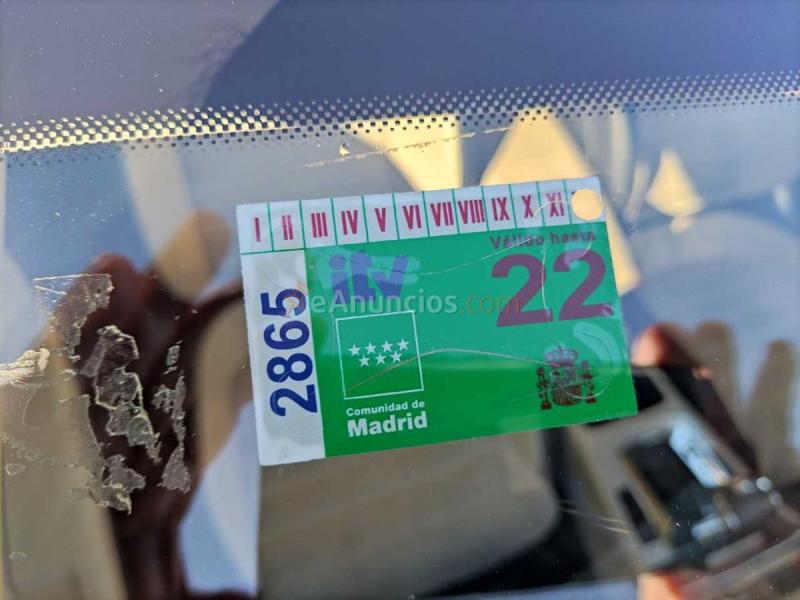 I II III IV V VI VII VIII IX X XI
Válido hasta
itv
22
DeAnuncios.com
2865
Comunidad de
Madrid